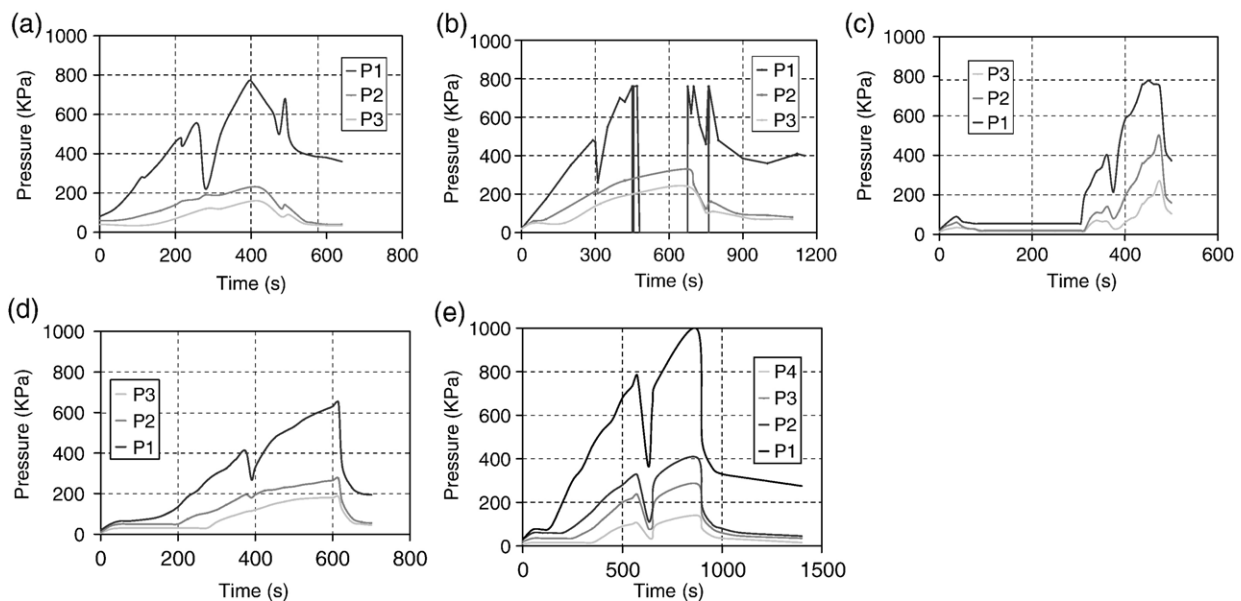 (a)
Pressure (KPa)
1000
800
600
400
200
0
0 200 400 600 800
Time (s)
P1
P2
P3
(b)
Pressure (KPa)
1000
800
600
400
200
0
0 300 600 900 1200
Time (s)
P1
P2
P3
(c)
Pressure (KPa)
1000
800
600
400
200
0
0 200 400 600
Time (s)
P3
P2
P1
(d)
Pressure (KPa)
1000
800
600
400
200
0
0 200 400 600 800
Time (s)
P3
P2
P1
(e)
Pressure (KPa)
1000
800
600
400
200
0
0 500 1000 1500
Time (s)
P4
P3
P2
P1